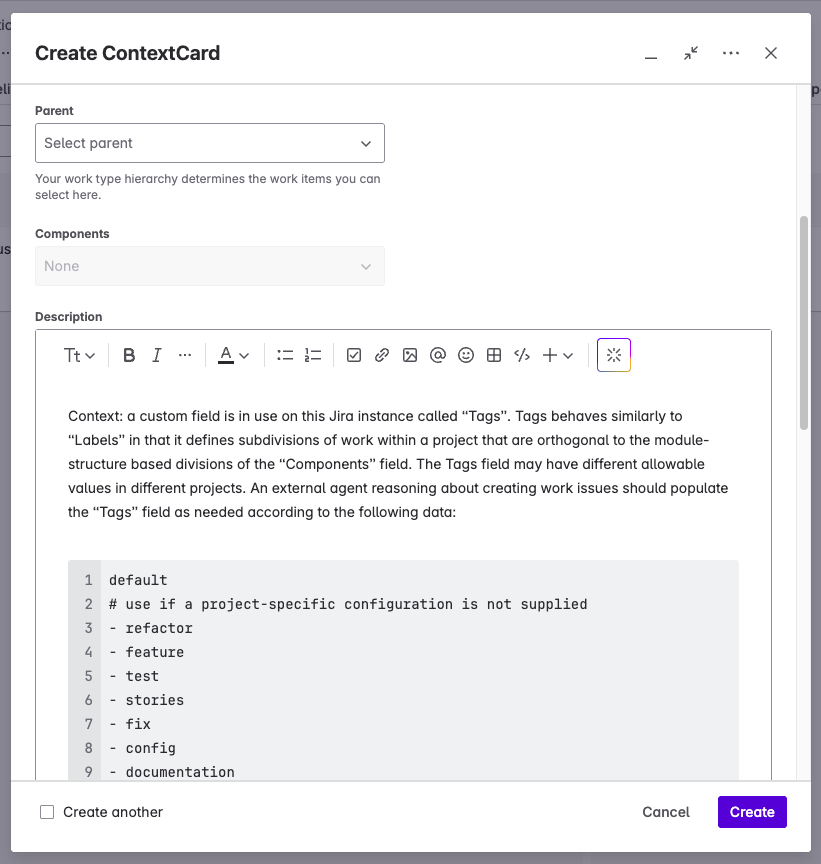 Create ContextCard
Parent
Select parent
Your work type hierarchy determines the work items you can
select here.
Components
None
Description
Tt
B I ... A
Context: a custom field is in use on this Jira instance called “Tags”. Tags behaves similarly to
“Labels” in that it defines subdivisions of work within a project that are orthogonal to the module-
structure based divisions of the “Components” field. The Tags field may have different allowable
values in different projects. An external agent reasoning about creating work issues should populate
the “Tags” field as needed according to the following data:
1 default
2 # use if a project-specific configuration is not supplied
3 - refactor
4 - feature
5 - test
6 - stories
7 - fix
8 - config
9 - documentation
Create another
Cancel
Create